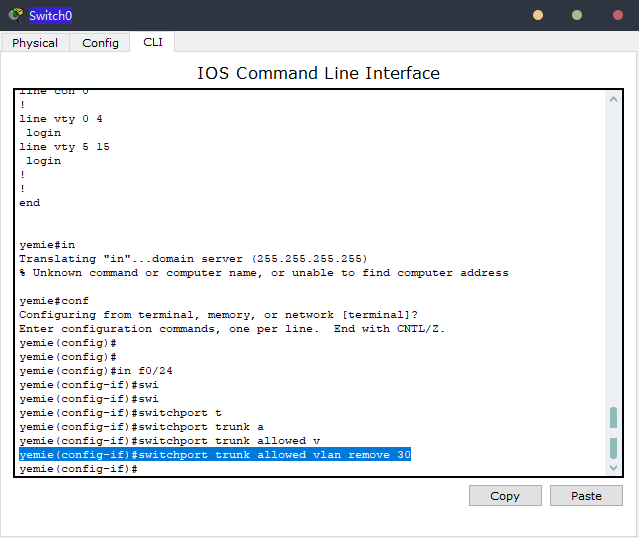 Switch0
Physical Config CLI
IOS Command Line Interface
line con 0
!
line vty 0 4
login
line vty 5 15
login
!
!
end
yemie#in
Translating "in"...domain server (255.255.255.255)
% Unknown command or computer name, or unable to find computer address
yemie#conf
Configuring from terminal, memory, or network [terminal]?
Enter configuration commands, one per line.  End with CNTL/Z.
yemie(config)#
yemie(config)#
yemie(config)#in f0/24
yemie(config-if)#swi
yemie(config-if)#swi
yemie(config-if)#switchport t
yemie(config-if)#switchport trunk a
yemie(config-if)#switchport trunk allowed v
yemie(config-if)#switchport trunk allowed vlan remove 30
yemie(config-if)#
Copy Paste